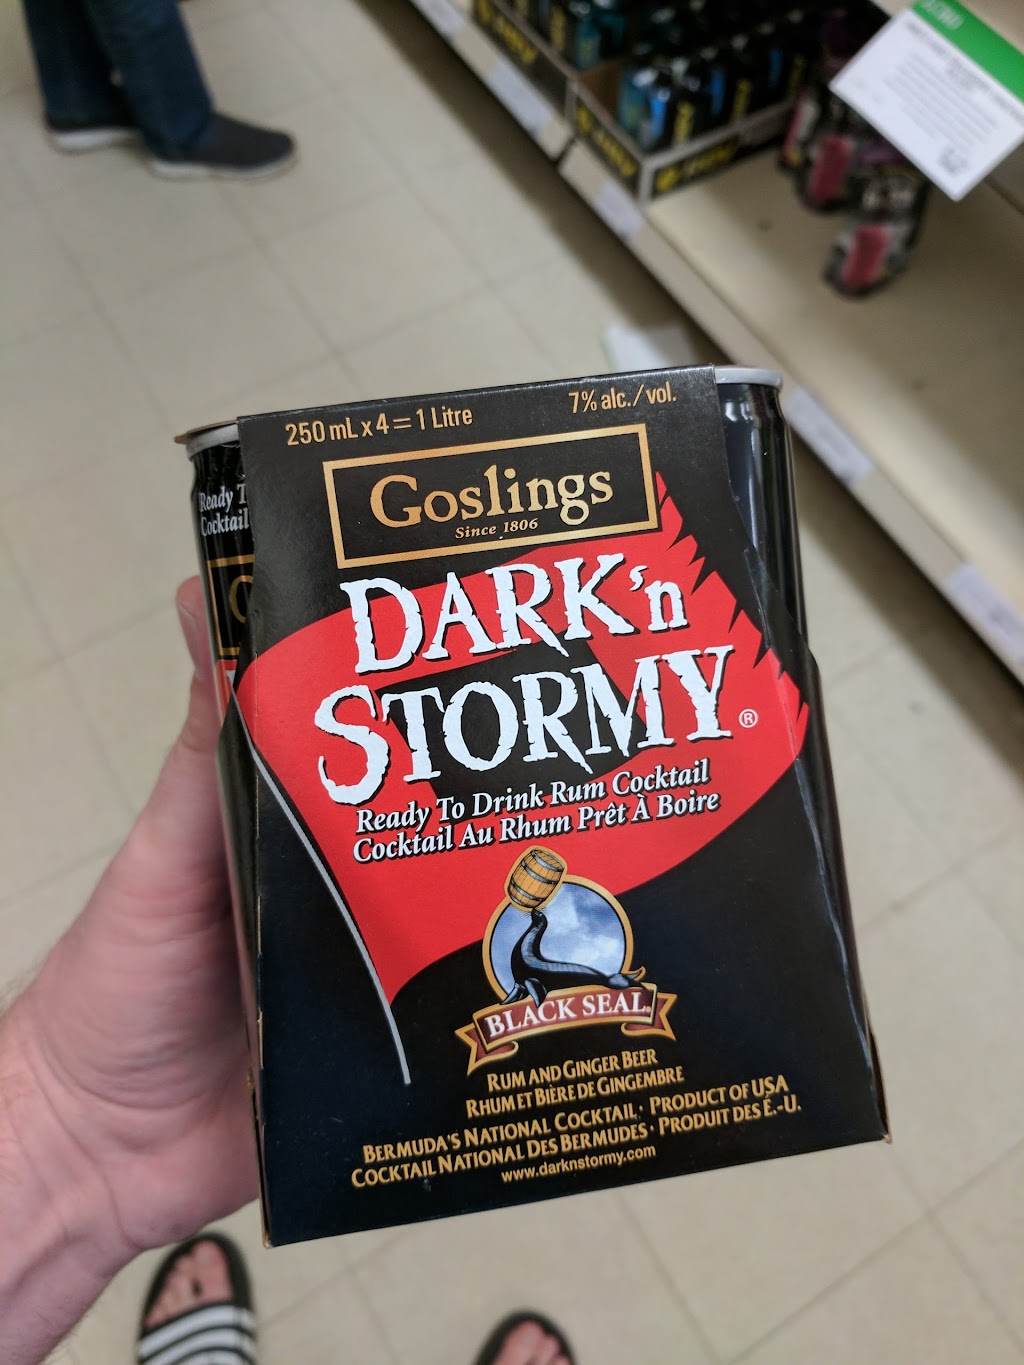 250 mL x 4 = 1 Litre
7% alc./vol.
Goslings
Since 1806
Ready T
Cocktail
DARK'n
STORMY®
Ready To Drink Rum Cocktail
Cocktail Au Rhum Prêt À Boire
BLACK SEAL
RUM AND GINGER BEER
RHUM ET BIÈRE DE GINGEMBRE
BERMUDA'S NATIONAL COCKTAIL · PRODUCT OF USA
COCKTAIL NATIONAL DES BERMUDES · PRODUIT DES É.-U.
www.darknstormy.com